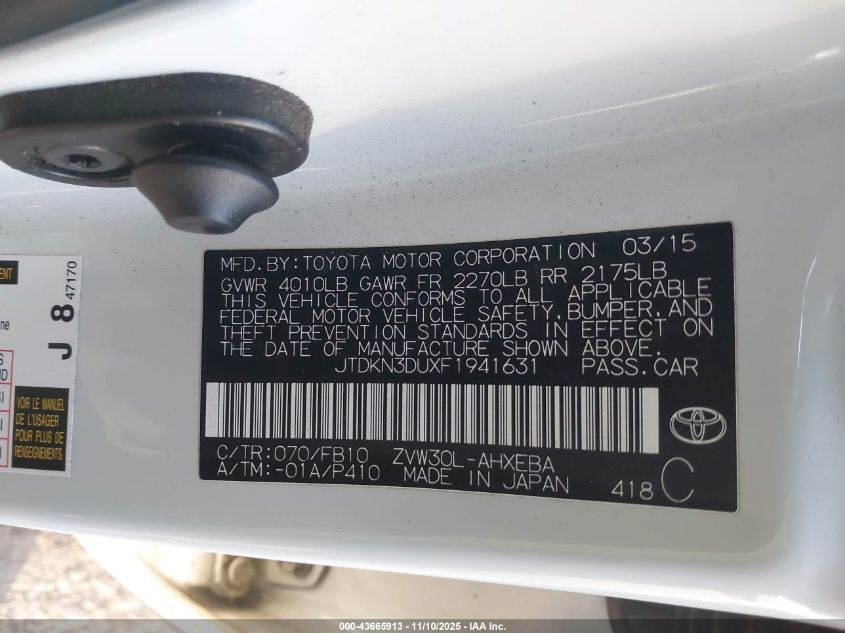 MFD.BY:TOYOTA MOTOR CORPORATION 03/15
GVWR 4010LB GAWR FR 2270LB RR 2175LB
THIS VEHICLE CONFORMS TO ALL APPLICABLE
FEDERAL MOTOR VEHICLE SAFETY,BUMPER,AND
THEFT PREVENTION STANDARDS IN EFFECT ON
THE DATE OF MANUFACTURE SHOWN ABOVE.
JTDKN3DUXF1941631 PASS.CAR
C/TR:070/FB10 ZVW30L-AHXEBA
A/TM:-01A/P410 MADE IN JAPAN
418 C
J 8 47170
VOIR LE MANUEL
DE L'USAGER
POUR PLUS DE
RENSEIGNEMENTS
000-43665913 - 11/10/2025 - IAA Inc.